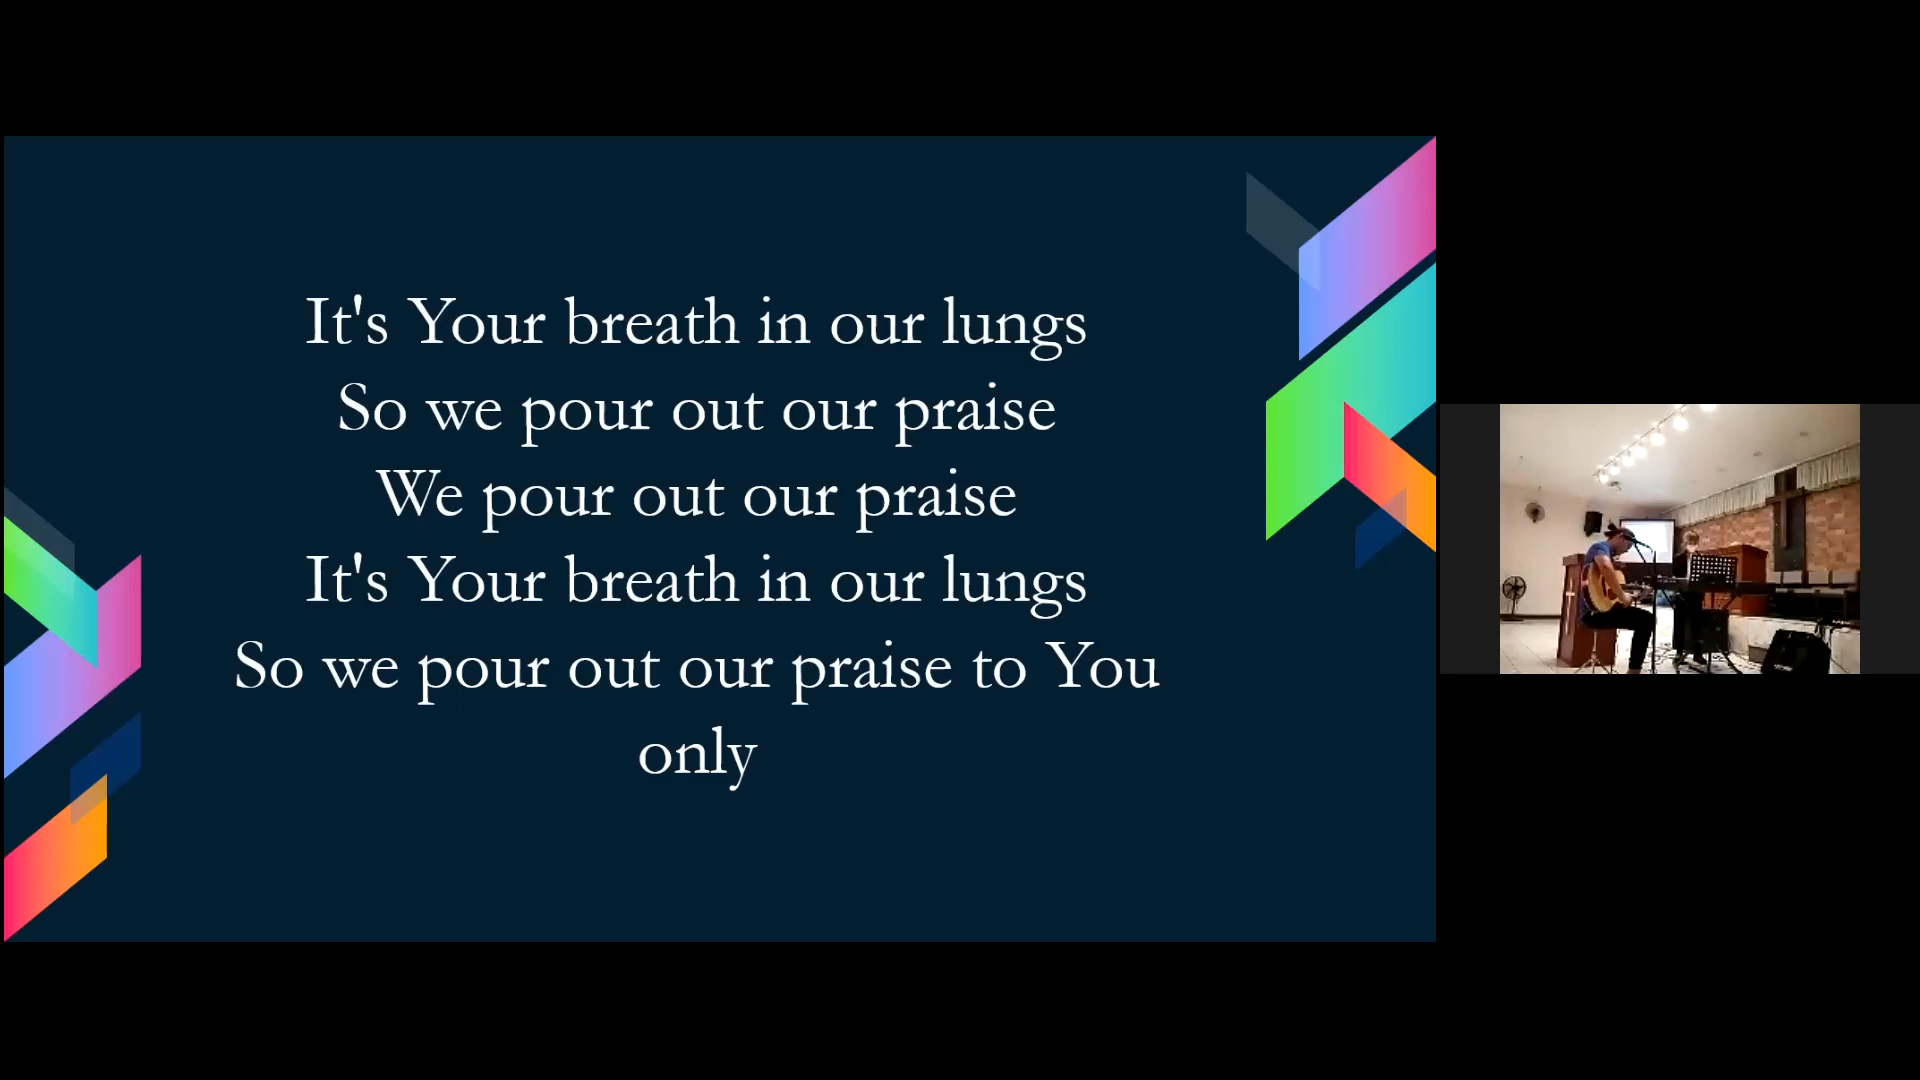 It's Your breath in our lungs
So we pour out our praise
We pour out our praise
It's Your breath in our lungs
So we pour out our praise to You
only